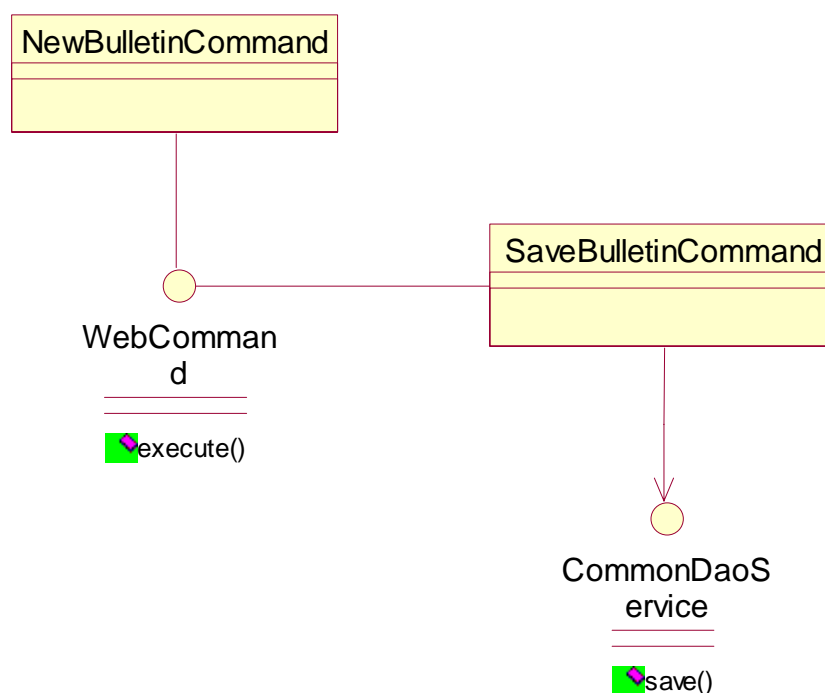 NewBulletinCommand
SaveBulletinCommand
WebComman
d
execute()
CommonDaoS
ervice
save()